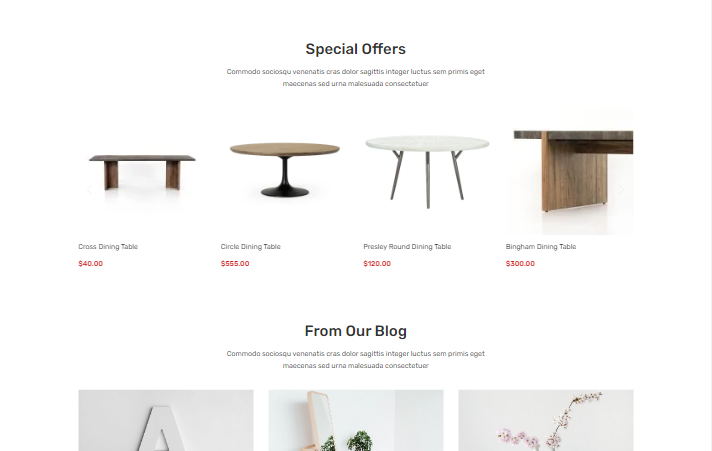 Special Offers
Commodo sociosqu venenatis cras dolor sagittis integer luctus sem primis eget
maecenas sed urna malesuada consectetuer
Cross Dining Table
Circle Dining Table
Presley Round Dining Table
Bingham Dining Table
$40.00
$555.00
$120.00
$300.00
From Our Blog
Commodo sociosqu venenatis cras dolor sagittis integer luctus sem primis eget
maecenas sed urna malesuada consectetuer
A